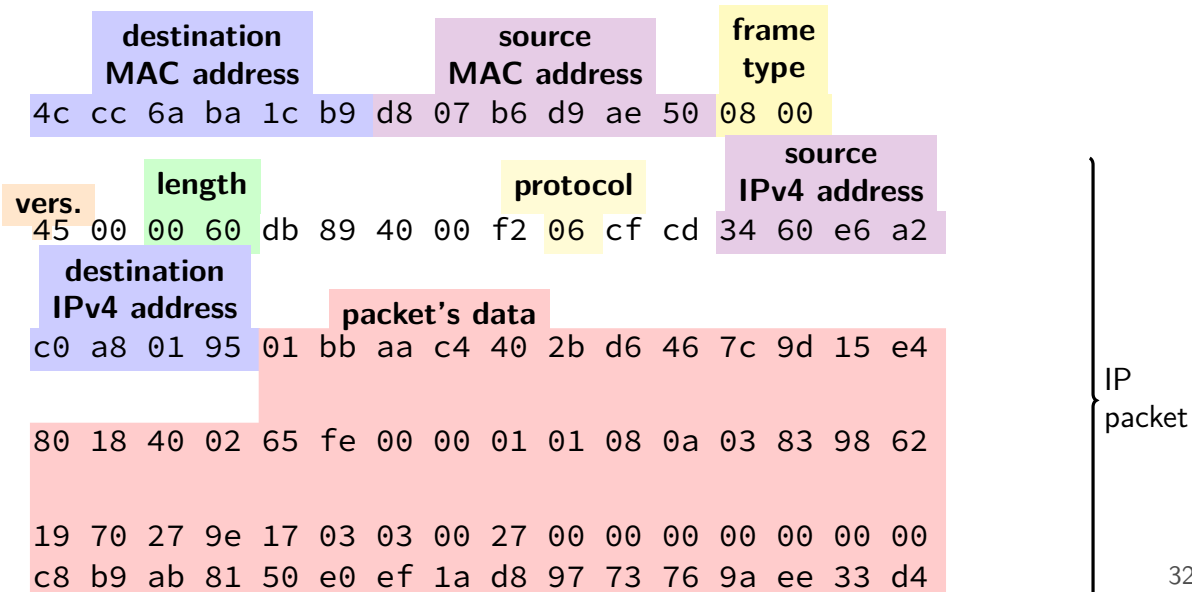 destination
MAC address
source
MAC address
frame
type
4c cc 6a ba 1c b9 d8 07 b6 d9 ae 50 08 00
vers.
length
protocol
source
IPv4 address
45 00 00 60 db 89 40 00 f2 06 cf cd 34 60 e6 a2
destination
IPv4 address
packet's data
c0 a8 01 95 01 bb aa c4 40 2b d6 46 7c 9d 15 e4
80 18 40 02 65 fe 00 00 01 01 08 0a 03 83 98 62
19 70 27 9e 17 03 03 00 27 00 00 00 00 00 00 00
c8 b9 ab 81 50 e0 ef 1a d8 97 73 76 9a ee 33 d4
IP
packet
32